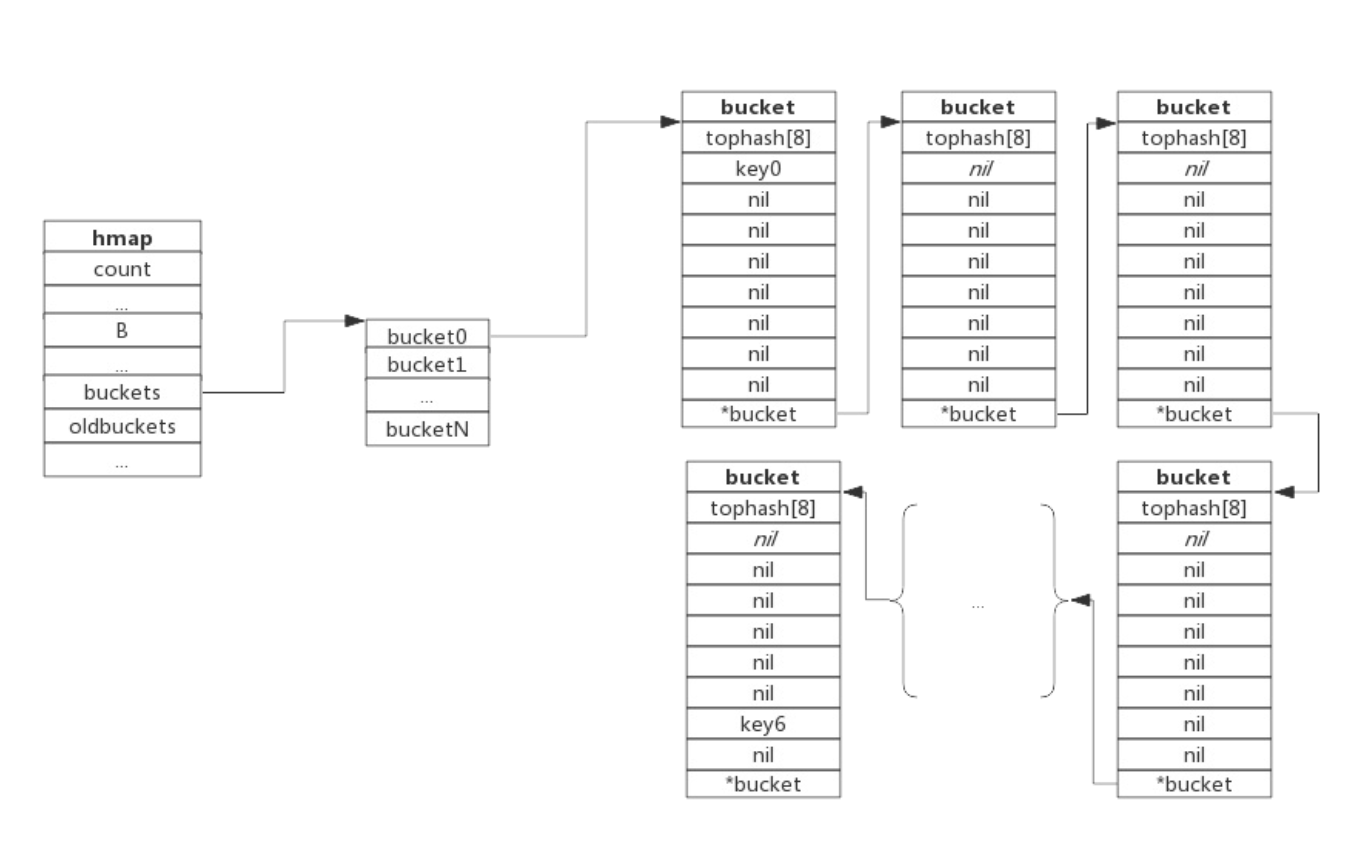 hmap
count
...
B
...
buckets
oldbuckets
...
bucket0
bucket1
...
bucketN
bucket
tophash[8]
key0
nil
nil
nil
nil
nil
nil
nil
*bucket
bucket
tophash[8]
nil
nil
nil
nil
nil
nil
nil
nil
*bucket
bucket
tophash[8]
nil
nil
nil
nil
nil
nil
nil
nil
*bucket
bucket
tophash[8]
nil
nil
nil
nil
nil
nil
nil
nil
*bucket
...
bucket
tophash[8]
nil
nil
nil
nil
nil
nil
key6
nil
*bucket